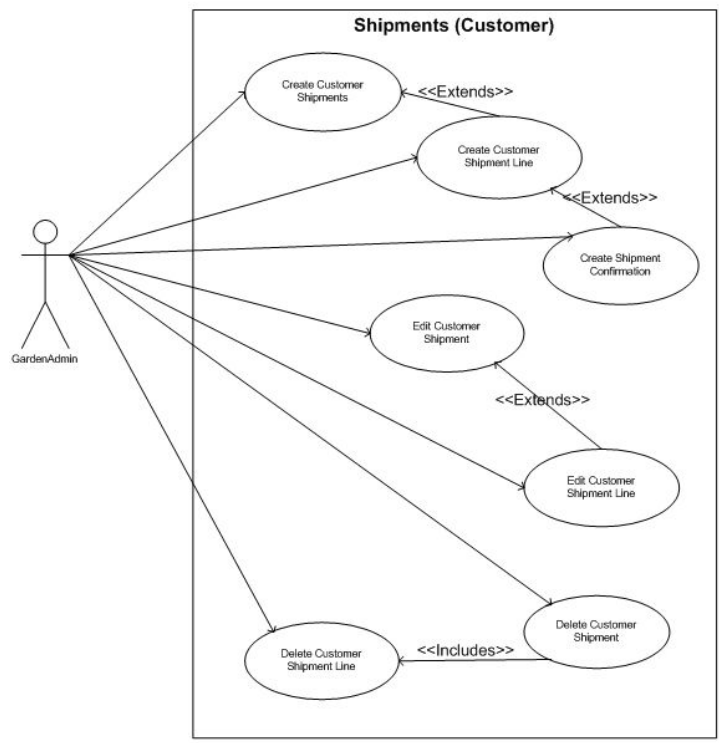 Shipments (Customer)
Create Customer
Shipments
<<Extends>>
Create Customer
Shipment Line
<<Extends>>
Create Shipment
Confirmation
GardenAdmin
Edit Customer
Shipment
<<Extends>>
Edit Customer
Shipment Line
Delete Customer
Shipment
<<Includes>>
Delete Customer
Shipment Line